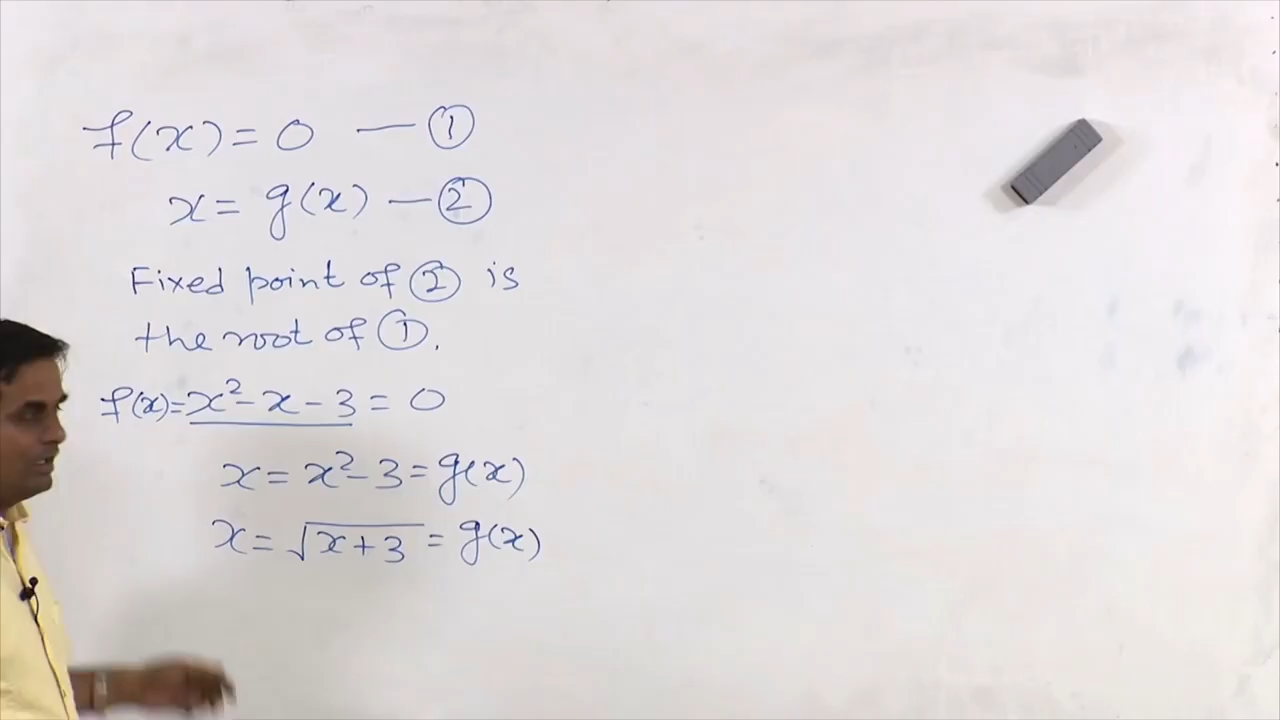 f(x) = 0 — ①
x = g(x) — ②
Fixed point of ② is
the root of ①.
f(x) = x² - x - 3 = 0
x = x² - 3 = g(x)
x = √(x+3) = g(x)